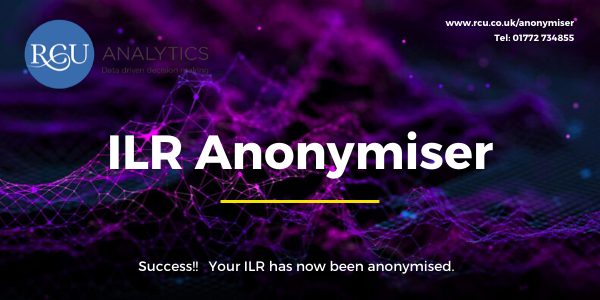 www.rcu.co.uk/anonymiser
Tel: 01772 734855
RCU ANALYTICS
Data driven decision making
ILR Anonymiser
Success!! Your ILR has now been anonymised.